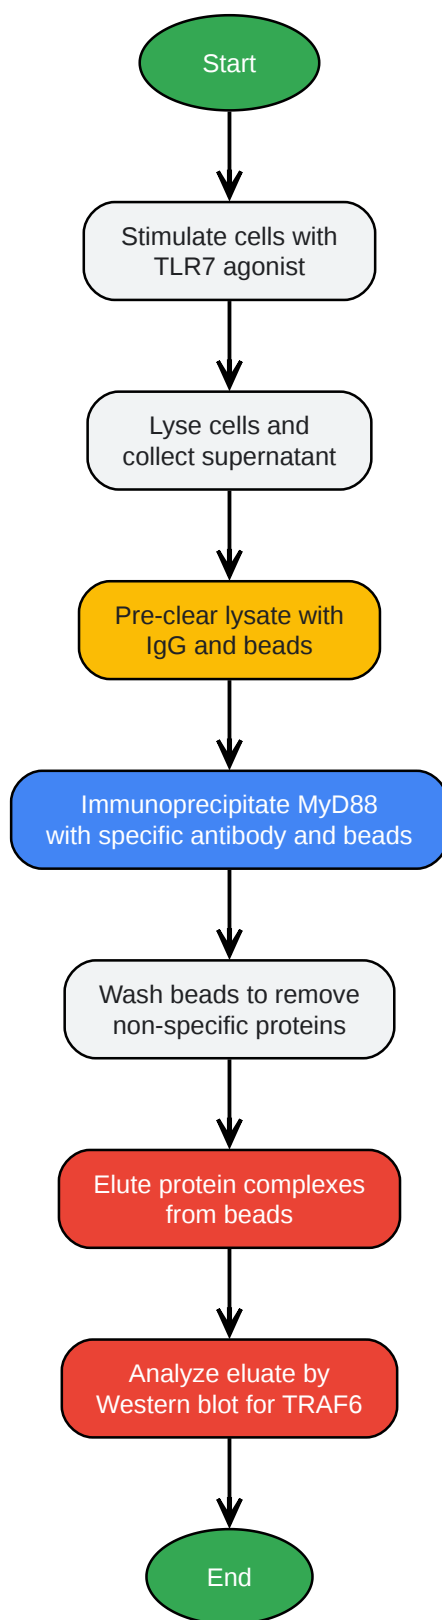 Start
Stimulate cells with
TLR7 agonist
Lyse cells and
collect supernatant
Pre-clear lysate with
IgG and beads
Immunoprecipitate MyD88
with specific antibody and beads
Wash beads to remove
non-specific proteins
Elute protein complexes
from beads
Analyze eluate by
Western blot for TRAF6
End